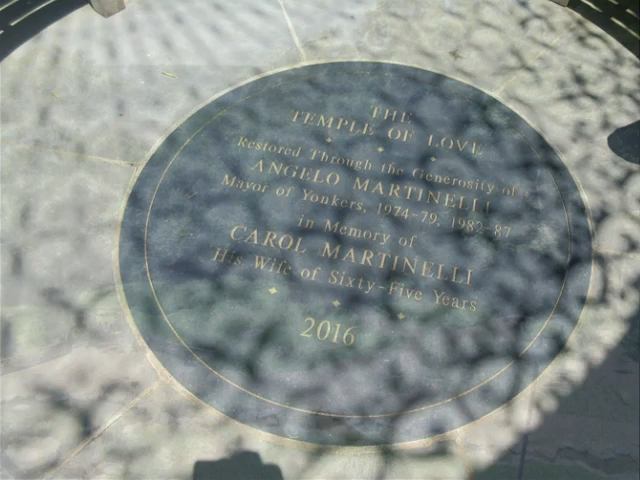 THE
TEMPLE OF LOVE
Restored Through the Generosity of
ANGELO MARTINELLI
Mayor of Yonkers, 1974-79, 1982-87
in Memory of
CAROL MARTINELLI
His Wife of Sixty-Five Years
2016